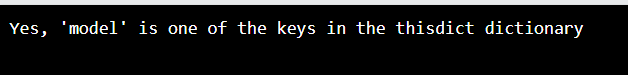 Yes, 'model' is one of the keys in the thisdict dictionary